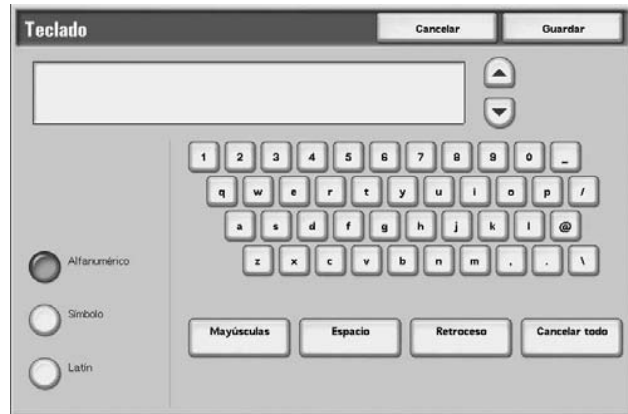 Teclado Cancelar Guardar
1 2 3 4 5 6 7 8 9 0 _
q w e r t y u i o p /
a s d f g h j k l @
Alfanumérico z x c v b n m , . \
Símbolo
Mayúsculas Espacio Retroceso Cancelar todo
Latín